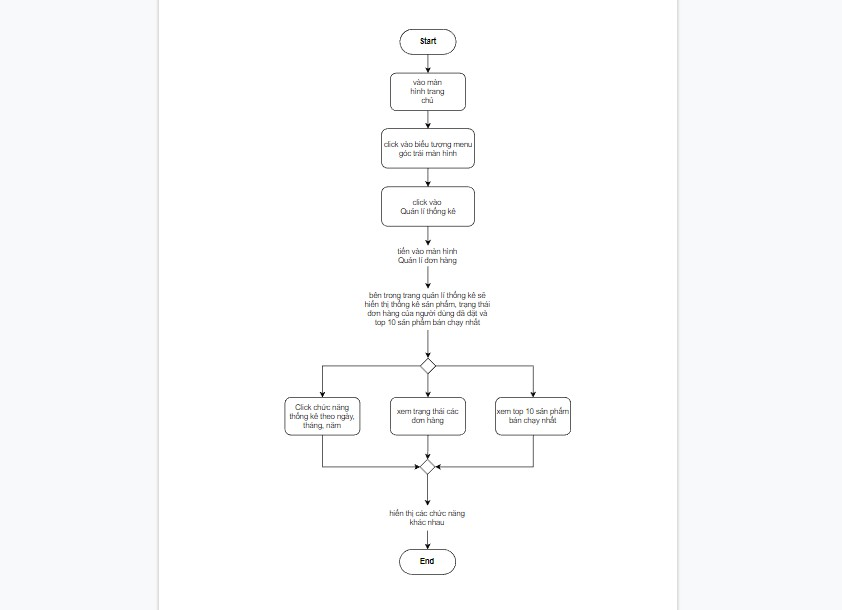 Start
vào màn
hình trang
chủ
click vào biểu tượng menu
góc trái màn hình
click vào
Quản lí thống kê
tiến vào màn hình
Quản lí đơn hàng
bên trong trang quản lí thống kê sẽ
hiển thị thống kê sản phẩm, trạng thái
đơn hàng của người dùng đã đặt và
top 10 sản phẩm bán chạy nhất
Click chức năng
thống kê theo ngày,
tháng, năm
xem trạng thái các
đơn hàng
xem top 10 sản phẩm
bán chạy nhất
hiển thị các chức năng
khác nhau
End